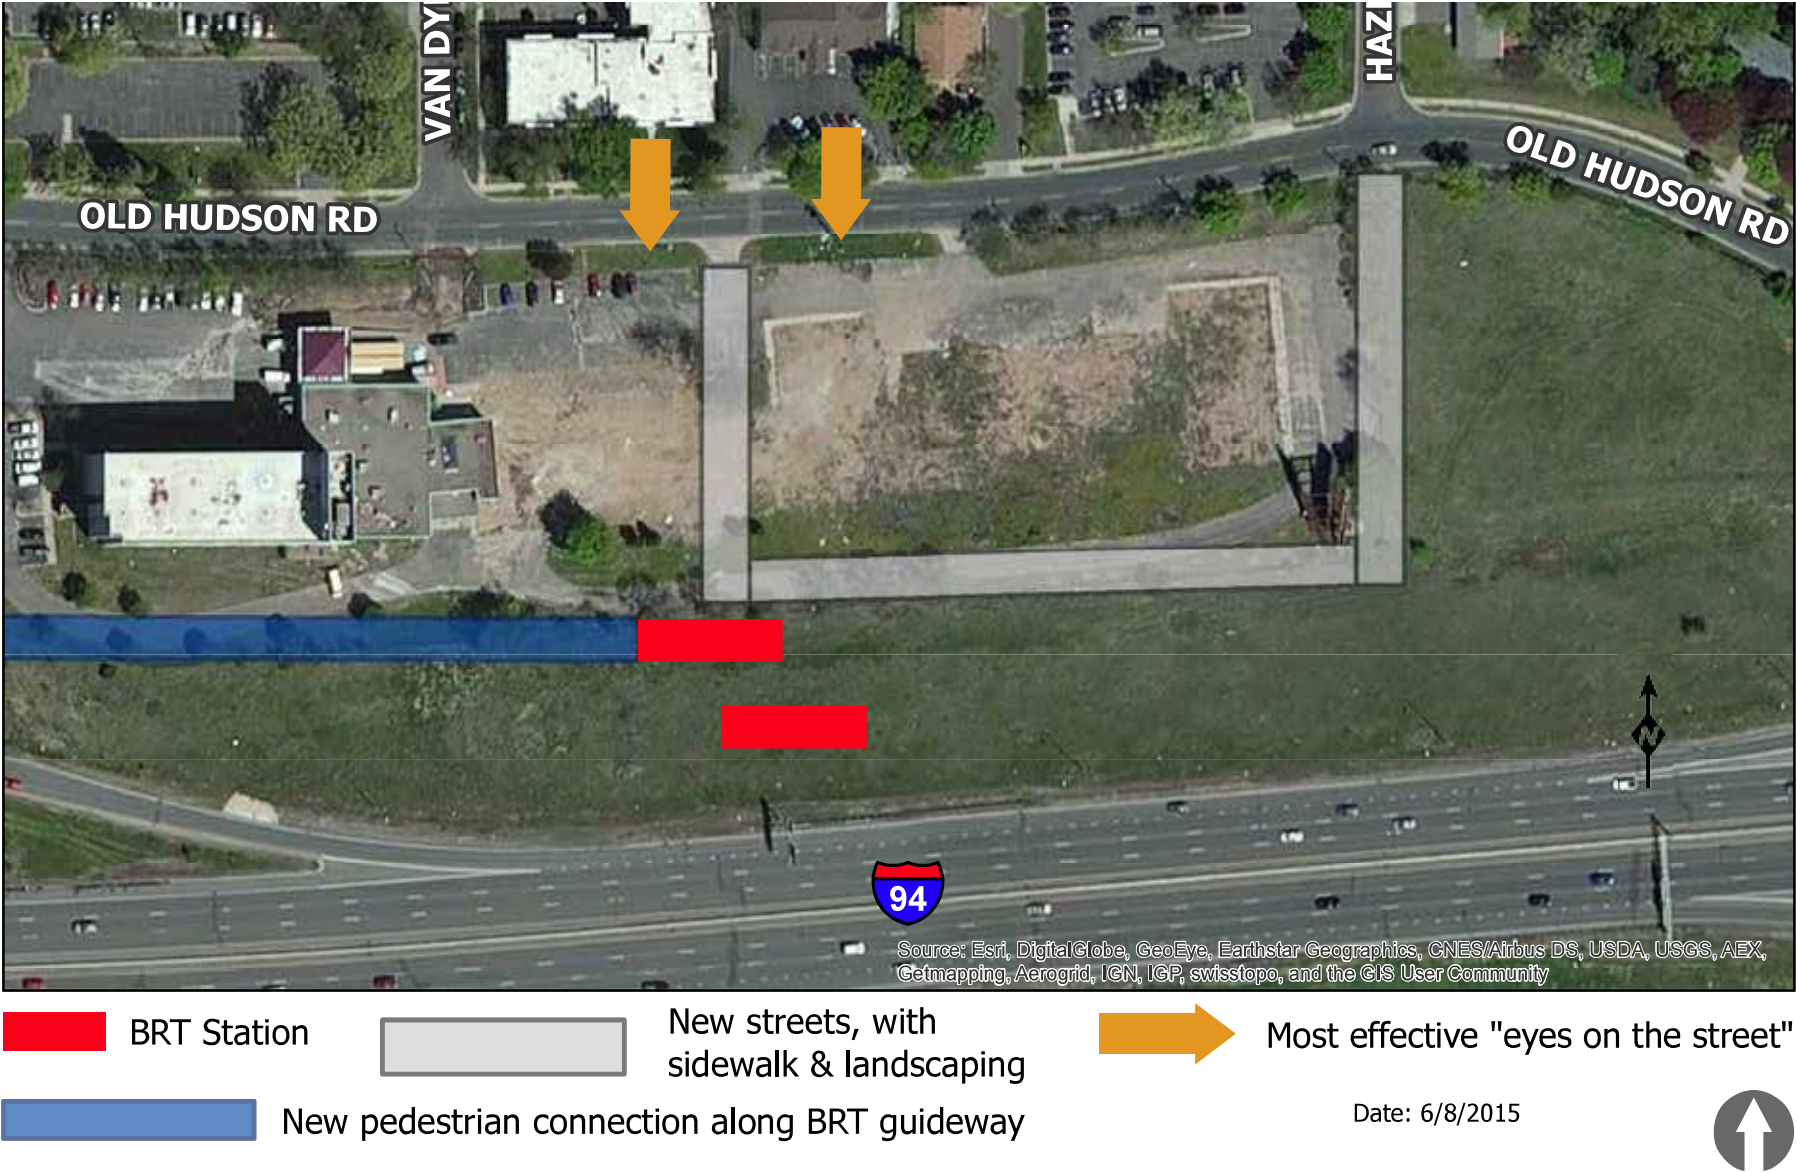 VAN DY
HAZ
OLD HUDSON RD
OLD HUDSON RD
N
94
Source: Esri, DigitalGlobe, GeoEye, Earthstar Geographics, CNES/Airbus DS, USDA, USGS, AEX,
Getmapping, Aerogrid, IGN, IGP, swisstopo, and the GIS User Community
BRT Station
New streets, with
sidewalk & landscaping
Most effective "eyes on the street"
New pedestrian connection along BRT guideway
Date: 6/8/2015